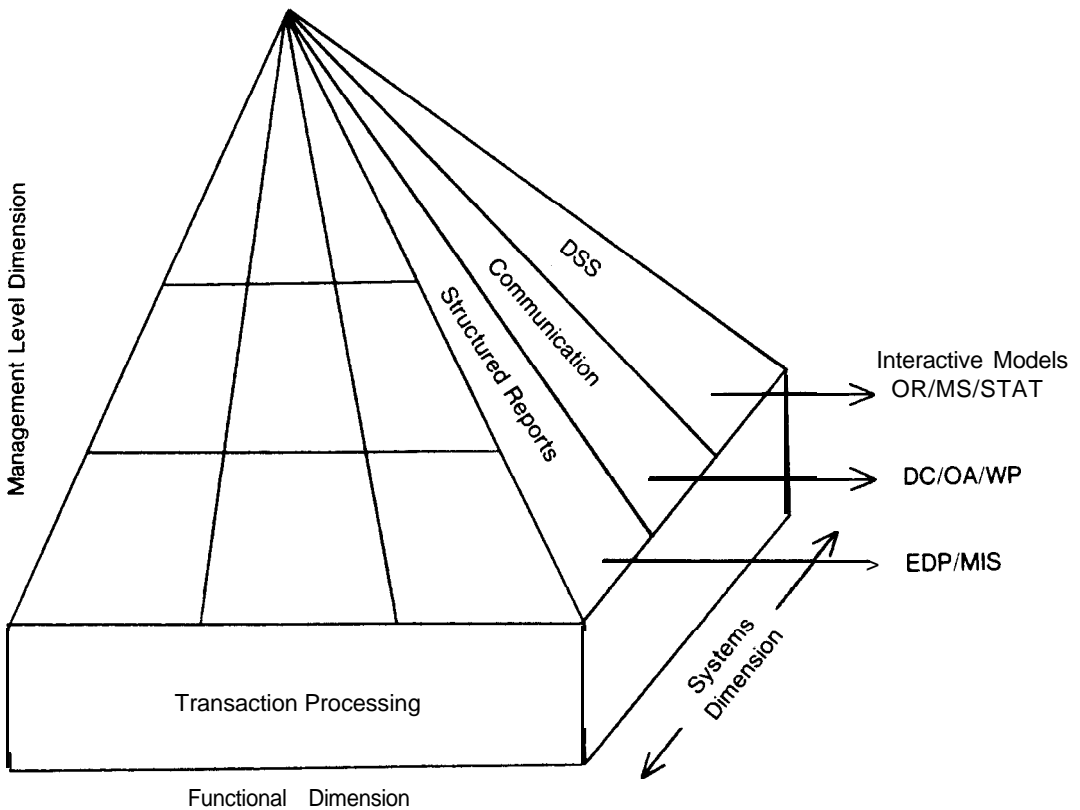 Management Level Dimension
DSS
Communication
Structured Reports
Interactive Models
OR/MS/STAT
DC/OA/WP
EDP/MIS
Systems
Dimension
Transaction Processing
Functional Dimension